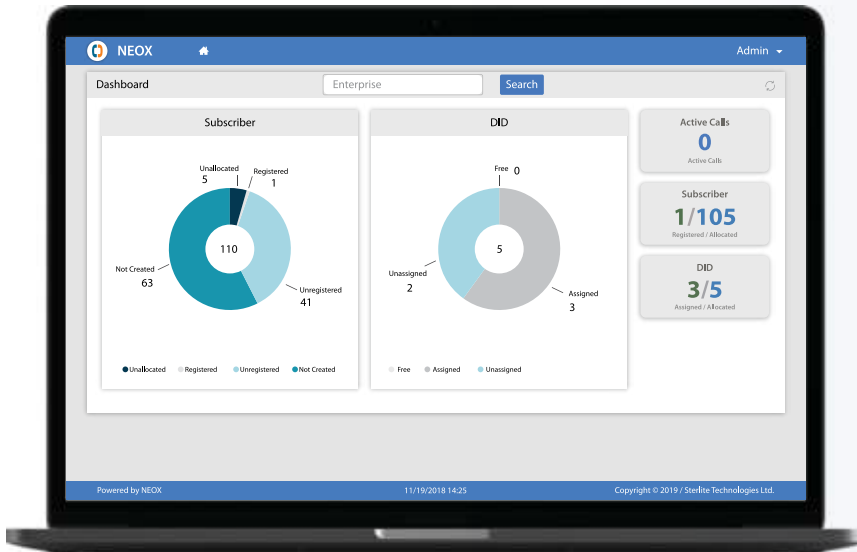 NEOX
Admin
Dashboard
Enterprise
Search
Subscriber
Unallocated
5
Registered
1
110
Not Created
63
Unregistered
41
Unallocated Registered Unregistered Not Created
DID
Free 0
5
Unassigned
2
Assigned
3
Free Assigned Unassigned
Active Calls
0
Active Calls
Subscriber
1/105
Registered / Allocated
DID
3/5
Assigned / Allocated
Powered by NEOX
11/19/2018 14:25
Copyright © 2019 / Sterlite Technologies Ltd.